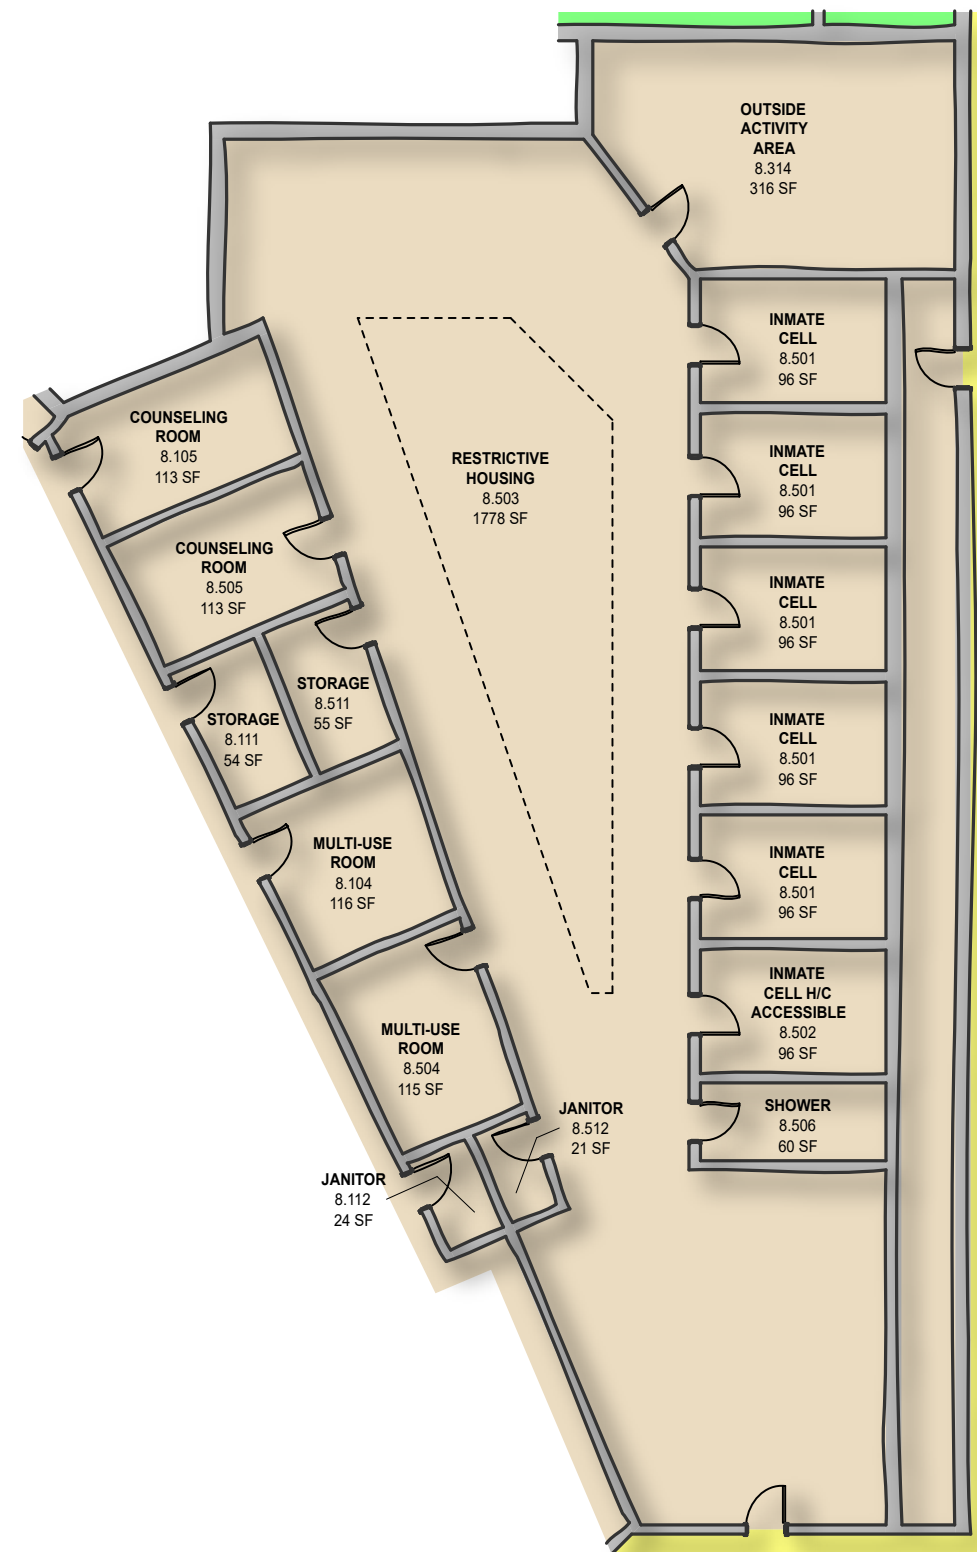 OUTSIDE
ACTIVITY
AREA
8.314
316 SF
INMATE
CELL
8.501
96 SF
COUNSELING
ROOM
8.105
113 SF
RESTRICTIVE
HOUSING
8.503
1778 SF
INMATE
CELL
8.501
96 SF
COUNSELING
ROOM
8.505
113 SF
INMATE
CELL
8.501
96 SF
STORAGE
8.511
55 SF
STORAGE
8.111
54 SF
INMATE
CELL
8.501
96 SF
MULTI-USE
ROOM
8.104
116 SF
INMATE
CELL
8.501
96 SF
INMATE
CELL H/C
ACCESSIBLE
8.502
96 SF
MULTI-USE
ROOM
8.504
115 SF
JANITOR
8.512
21 SF
SHOWER
8.506
60 SF
JANITOR
8.112
24 SF